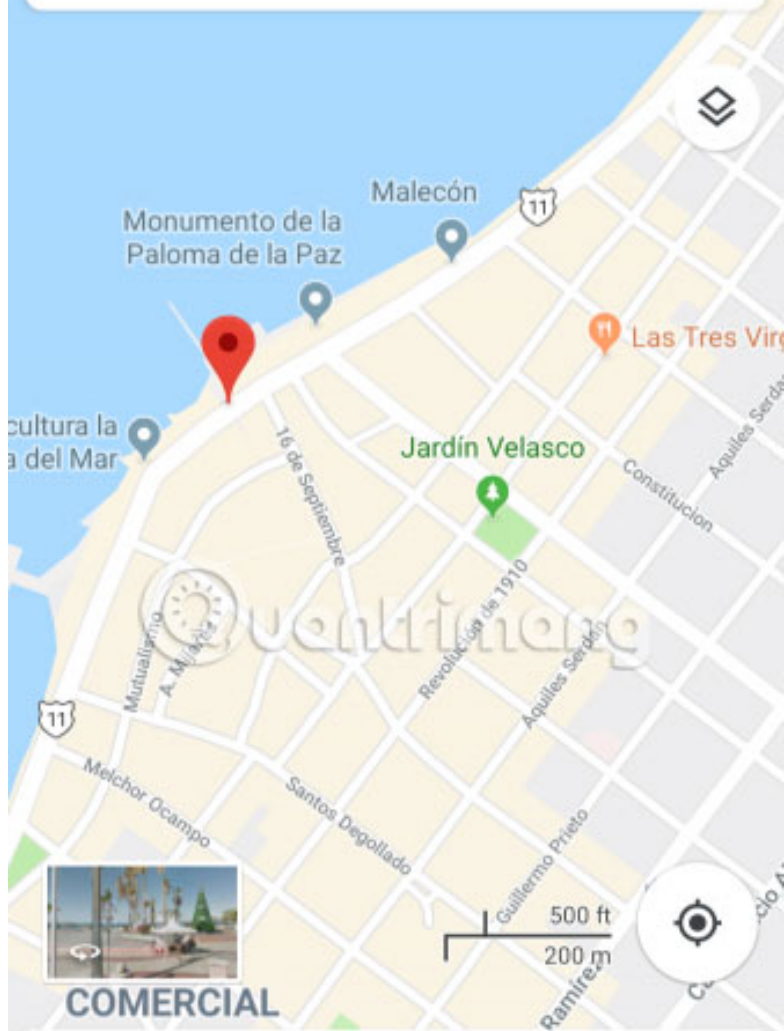 Malecón
11
Monumento de la
Paloma de la Paz
Las Tres Virg
cultura la
a del Mar
16 de Septiembre
Jardín Velasco
Aquiles Serdán
Constitucion
Quantrimang
Revolución de 1910
Mutualismo
Aquiles Serdán
11
Melchor Ocampo
Santos Degollado
Guillermo Prieto
500 ft
200 m
Ramírez
COMERCIAL